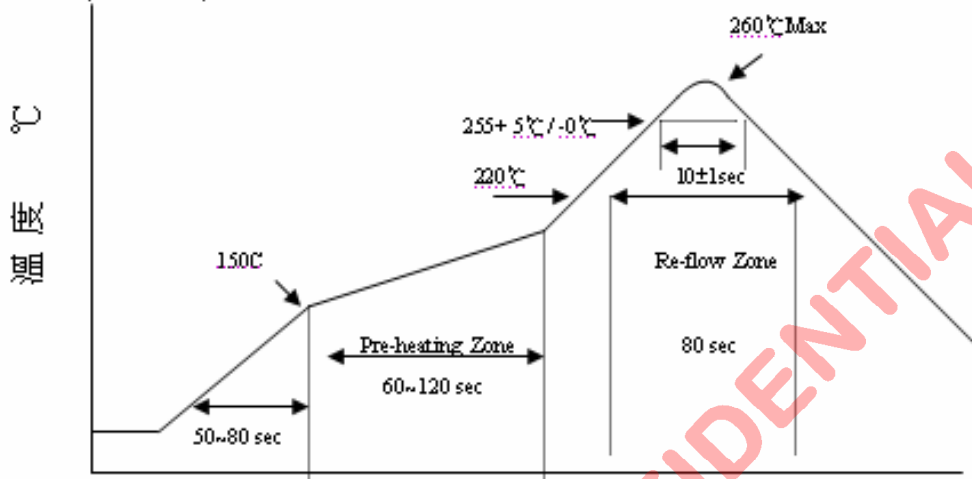 260℃Max
255+ 5℃/ -0℃
10±1sec
220℃
150C
Re-flow Zone
Pre-heating Zone
80 sec
60~120 sec
50~80 sec
温度 ℃